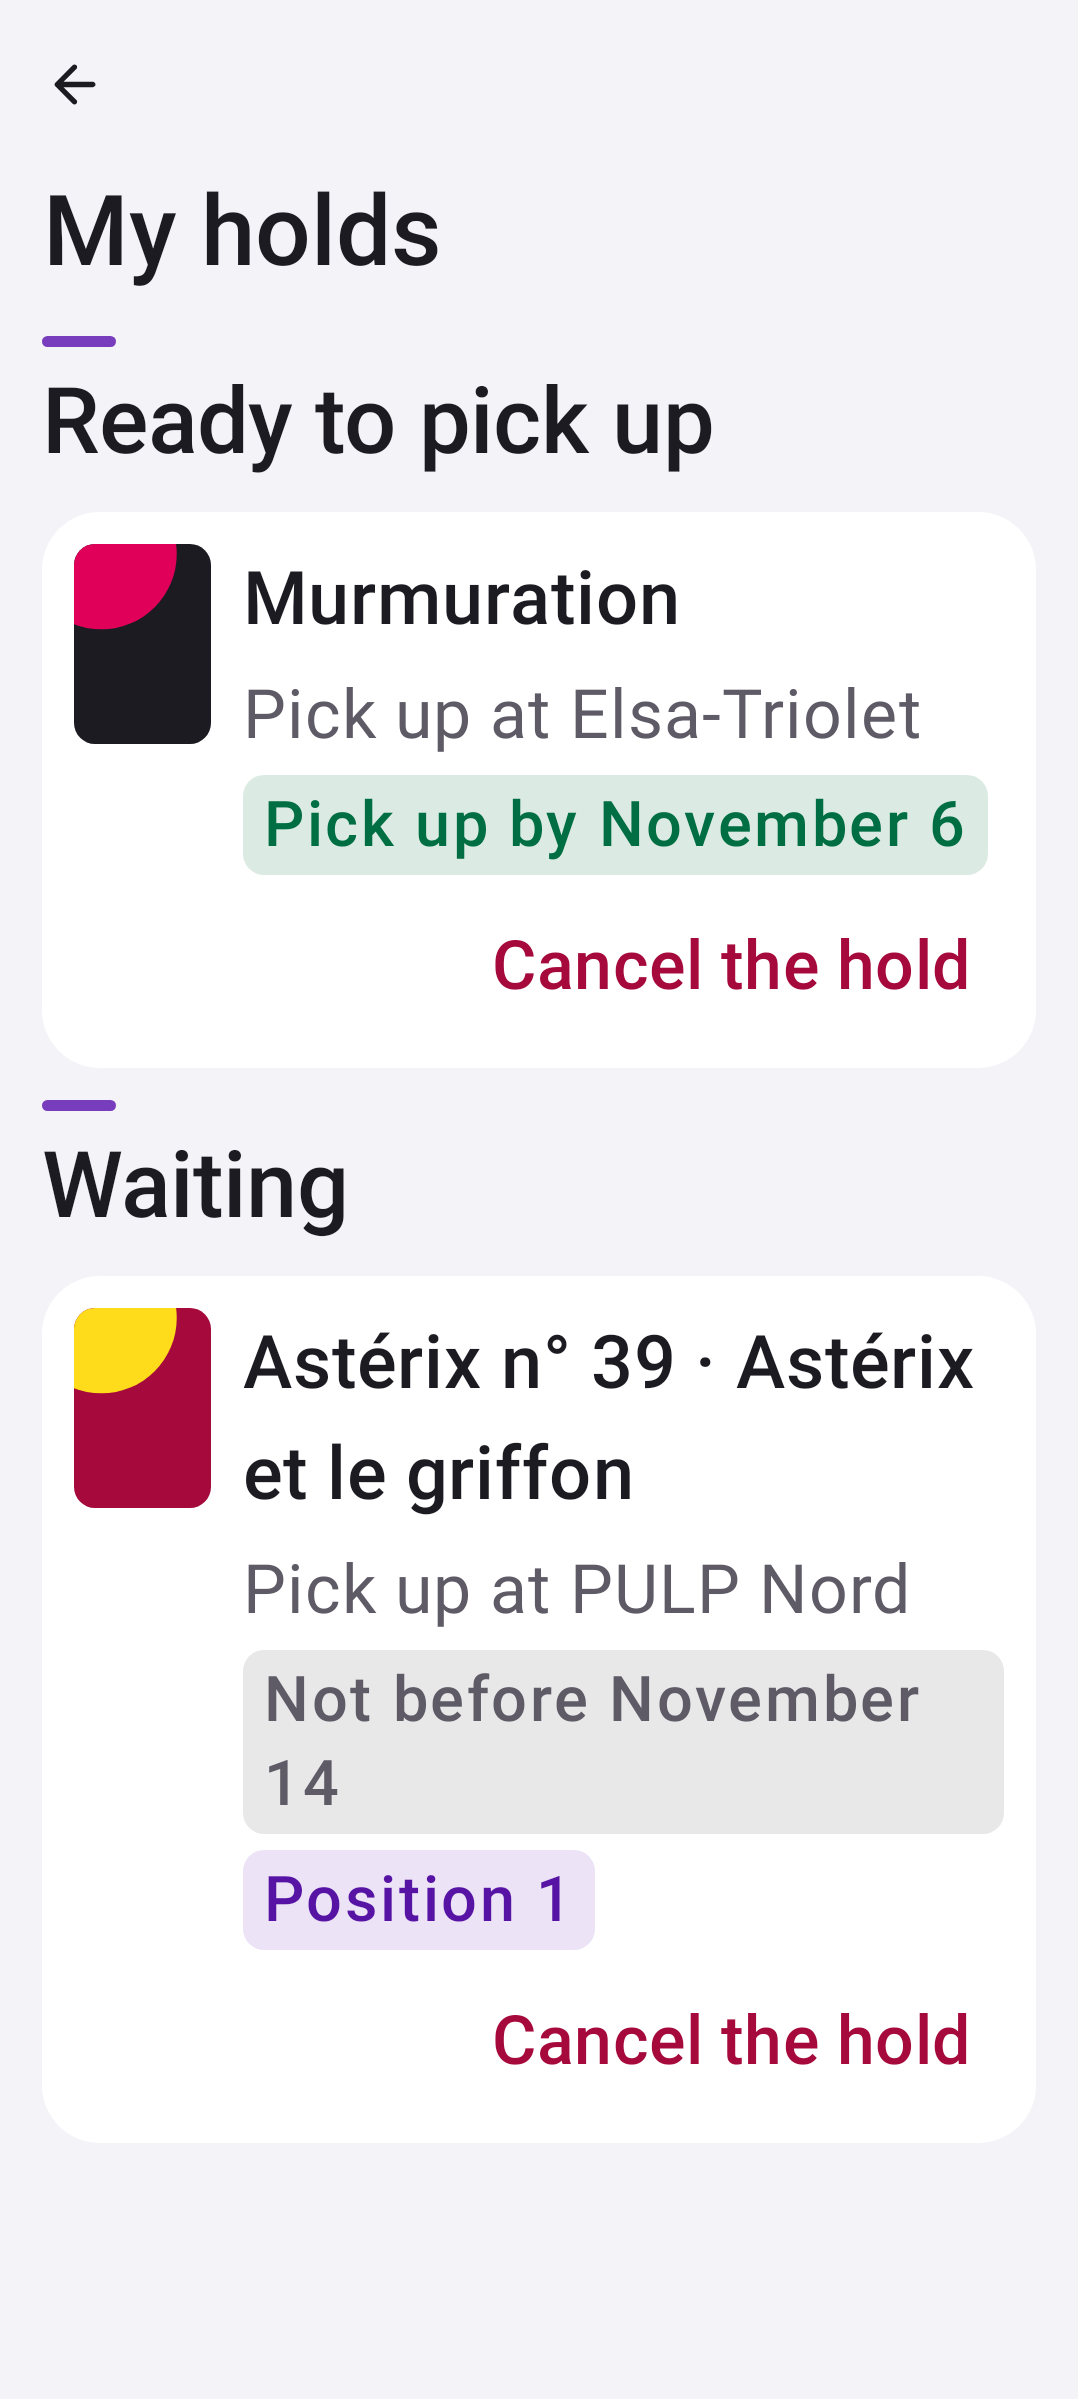 My holds
Ready to pick up
Murmuration
Pick up at Elsa-Triolet
Pick up by November 6
Cancel the hold
Waiting
Astérix n° 39 · Astérix
et le griffon
Pick up at PULP Nord
Not before November
14
Position 1
Cancel the hold